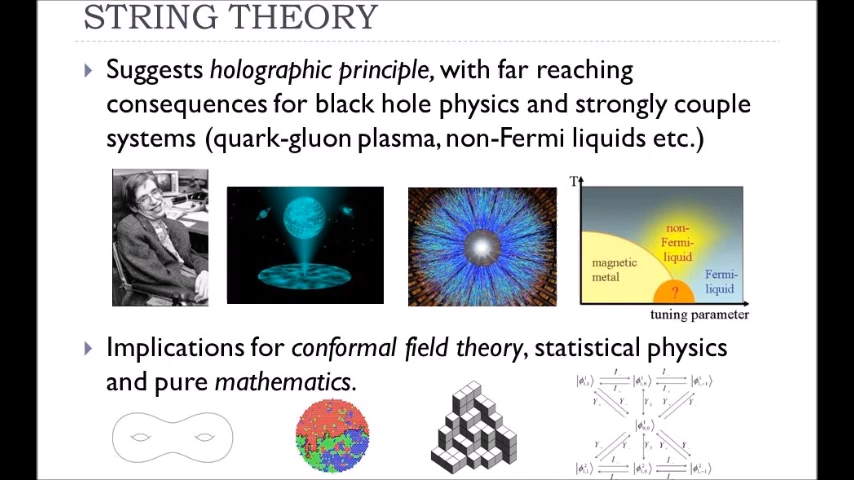 STRING THEORY
Suggests holographic principle, with far reaching
consequences for black hole physics and strongly couple
systems (quark-gluon plasma, non-Fermi liquids etc.)
T
non-
Fermi-
liquid
magnetic
metal
Fermi-
liquid
?
tuning parameter
Implications for conformal field theory, statistical physics
and pure mathematics.